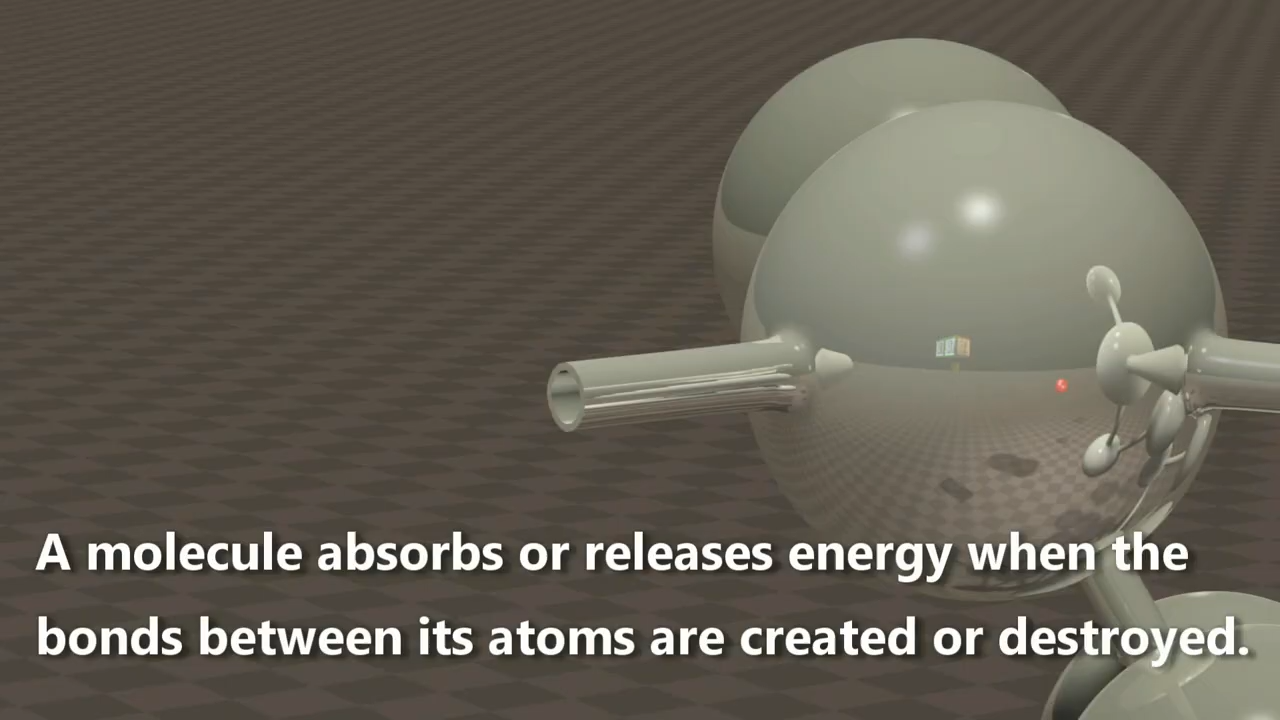 A molecule absorbs or releases energy when the
bonds between its atoms are created or destroyed.